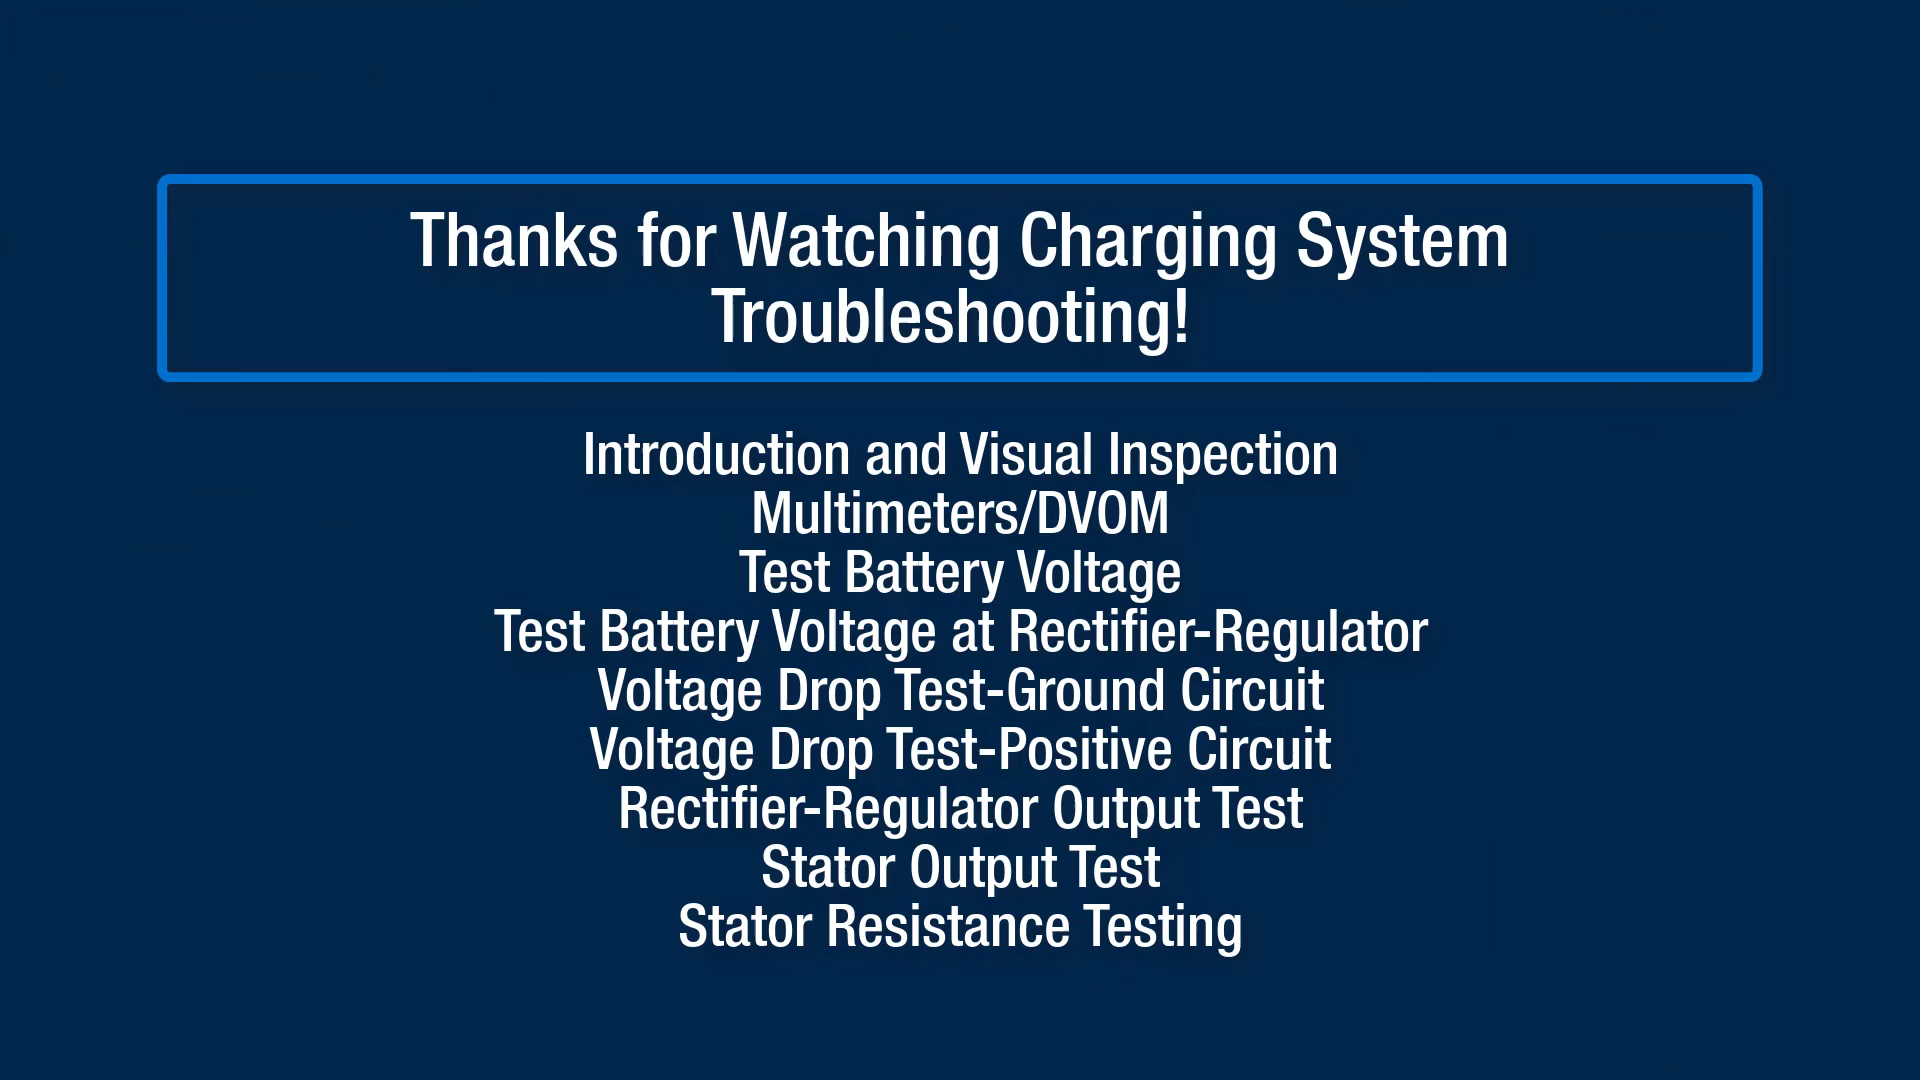 Thanks for Watching Charging System
Troubleshooting!
Introduction and Visual Inspection
Multimeters/DVOM
Test Battery Voltage
Test Battery Voltage at Rectifier-Regulator
Voltage Drop Test-Ground Circuit
Voltage Drop Test-Positive Circuit
Rectifier-Regulator Output Test
Stator Output Test
Stator Resistance Testing